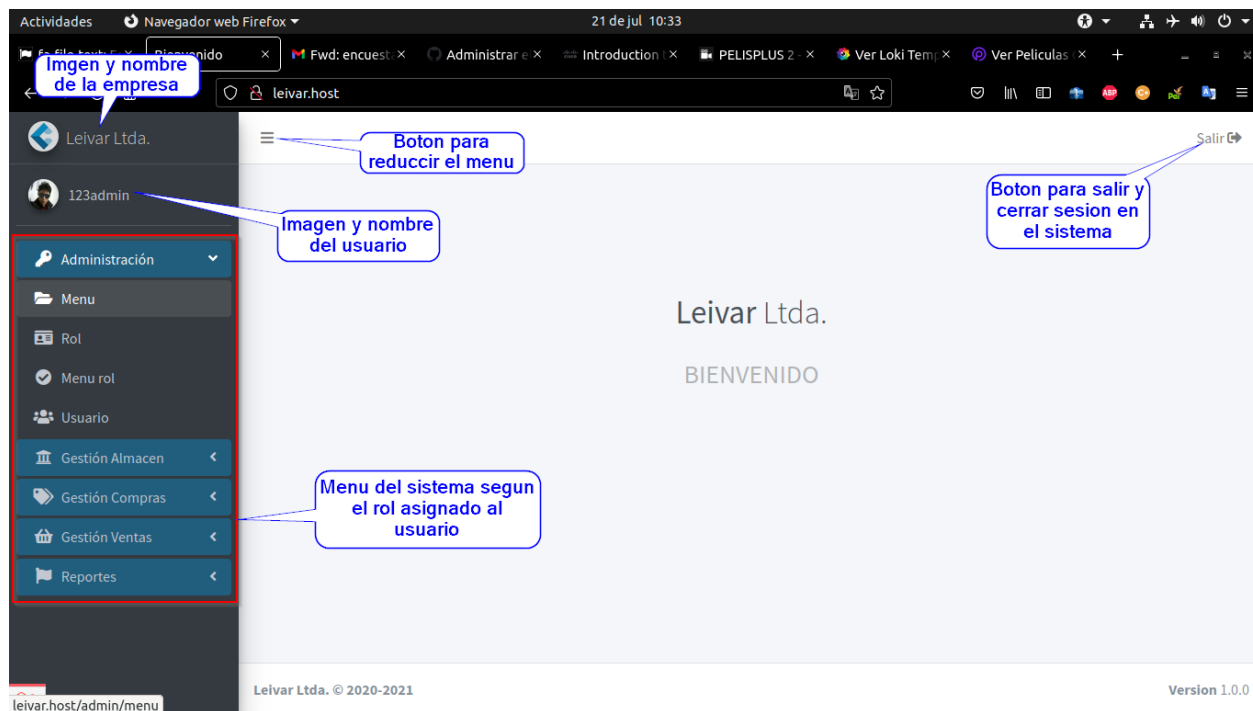 Actividades Navegador web Firefox 21 de jul 10:33
Bienvenido Fwd: encuest Administrar e Introduction PELISPLUS 2 - Ver Loki Temp Ver Peliculas
Imgen y nombre
de la empresa
leivar.host
Leivar Ltda.
Boton para
reduccir el menu
Salir
123admin
Boton para salir y
cerrar sesion en
el sistema
Imagen y nombre
del usuario
Administración
Menu
Rol
Menu rol
Usuario
Gestión Almacen
Gestión Compras
Gestión Ventas
Reportes
Leivar Ltda.
BIENVENIDO
Menu del sistema segun
el rol asignado al
usuario
Leivar Ltda. © 2020-2021
Version 1.0.0
leivar.host/admin/menu